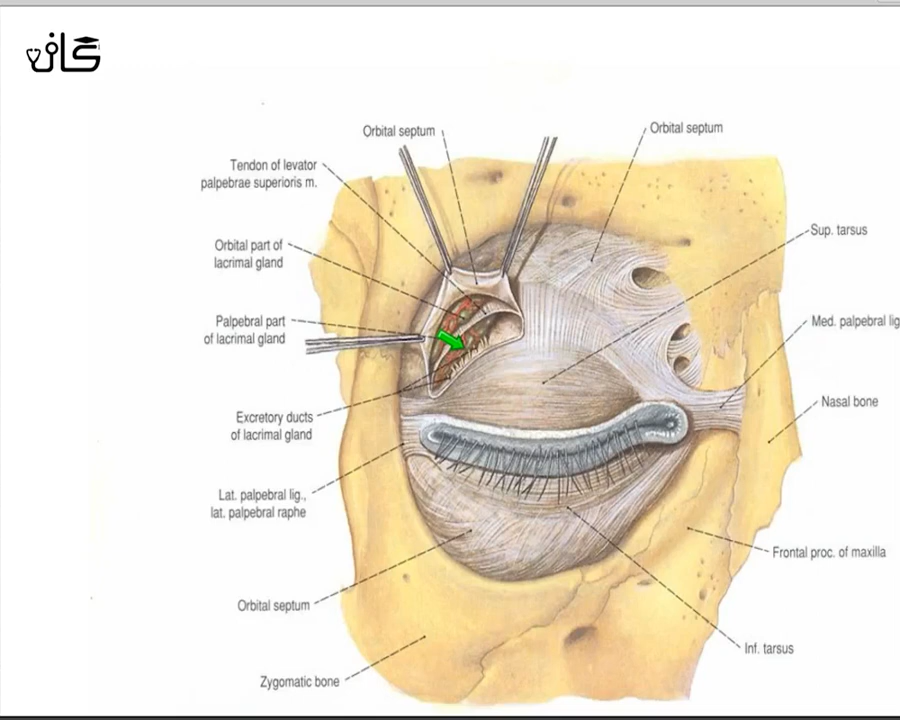 كان
Orbital septum
Orbital septum
Tendon of levator
palpebrae superioris m.
Sup. tarsus
Orbital part of
lacrimal gland
Palpebral part
of lacrimal gland
Med. palpebral lig
Nasal bone
Excretory ducts
of lacrimal gland
Lat. palpebral lig.,
lat. palpebral raphe
Frontal proc. of maxilla
Orbital septum
Inf. tarsus
Zygomatic bone